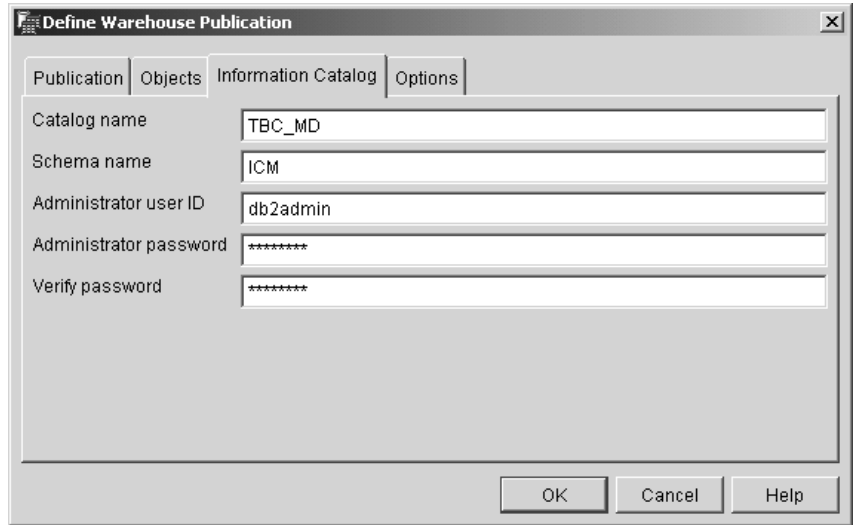 Define Warehouse Publication
Publication Objects Information Catalog Options
Catalog name TBC_MD
Schema name ICM
Administrator user ID db2admin
Administrator password ********
Verify password ********
OK Cancel Help